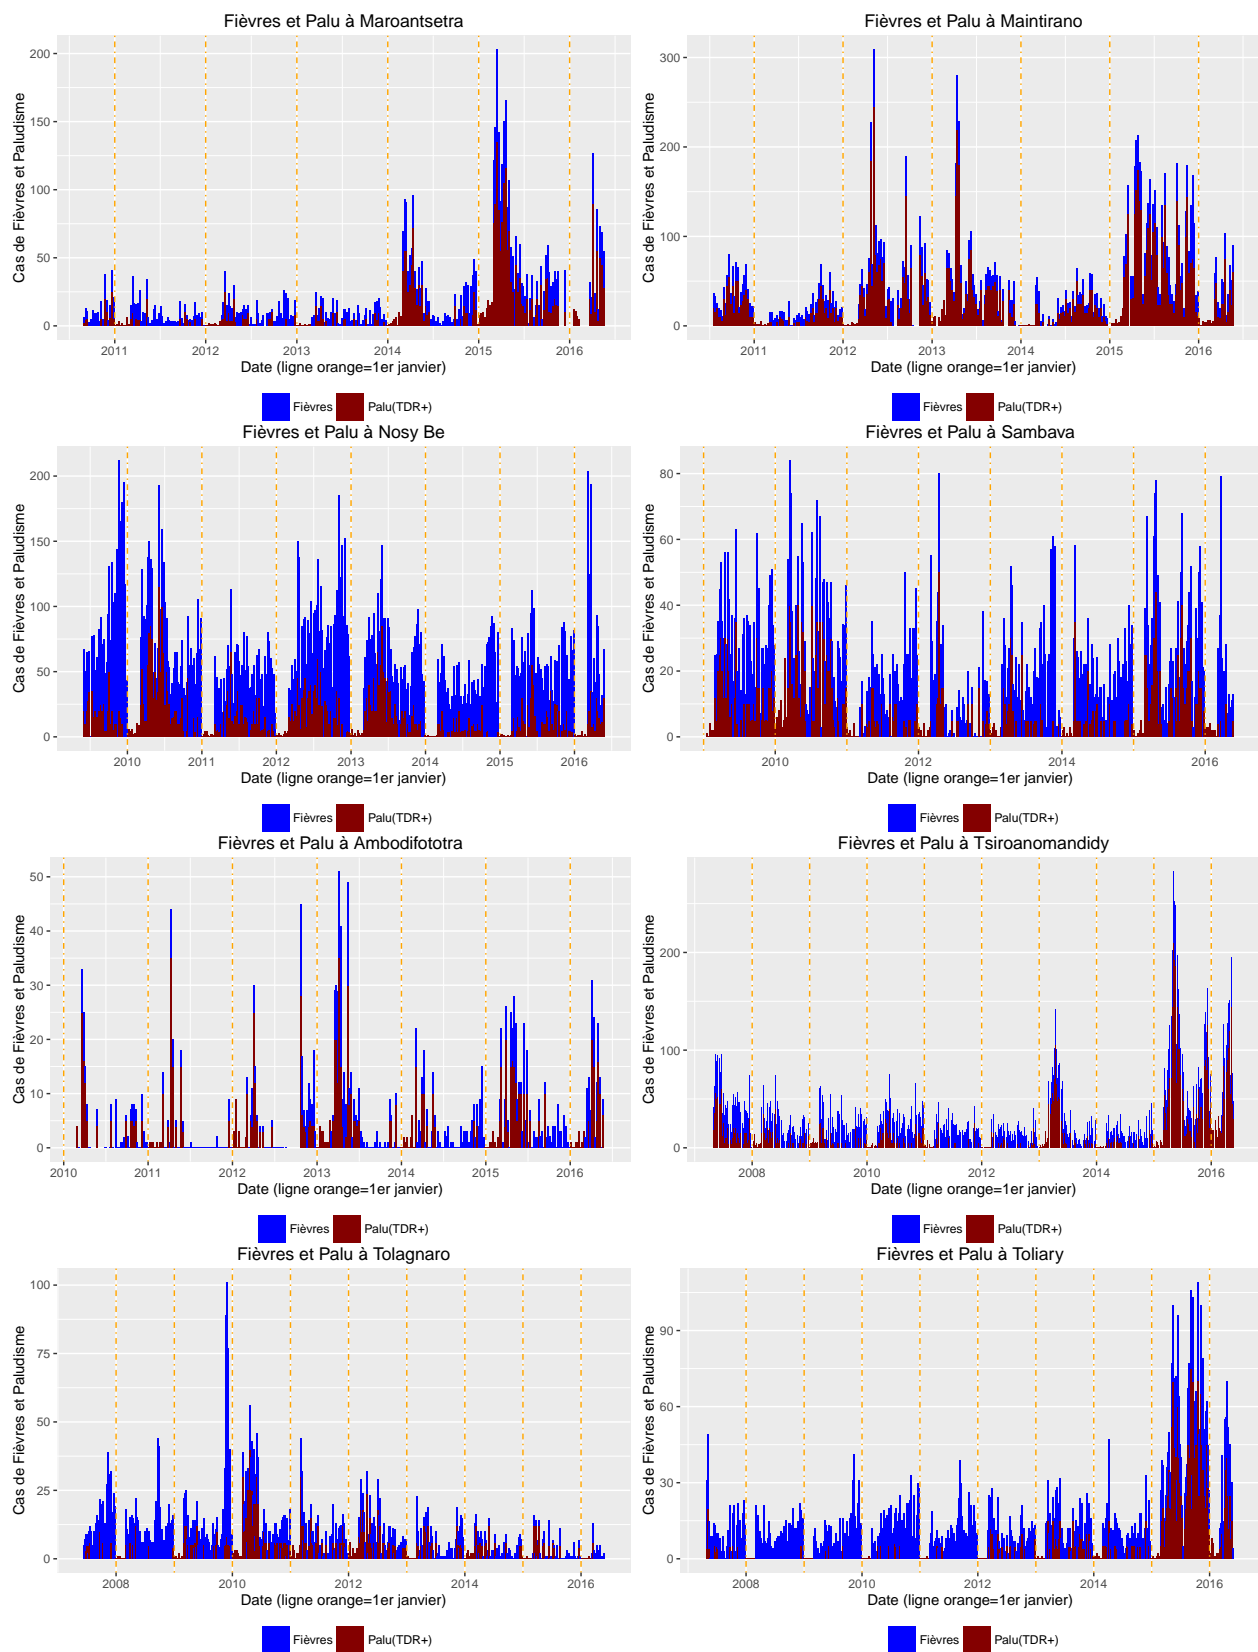 Fièvres et Palu à Maroantsetra
Cas de Fièvres et Paludisme
200
150
100
50
0
2011 2012 2013 2014 2015 2016
Date (ligne orange=1er janvier)
Fièvres Palu(TDR+)
Fièvres et Palu à Maintirano
Cas de Fièvres et Paludisme
300
200
100
0
2011 2012 2013 2014 2015 2016
Date (ligne orange=1er janvier)
Fièvres Palu(TDR+)
Fièvres et Palu à Nosy Be
Cas de Fièvres et Paludisme
200
150
100
50
0
2010 2011 2012 2013 2014 2015 2016
Date (ligne orange=1er janvier)
Fièvres Palu(TDR+)
Fièvres et Palu à Sambava
Cas de Fièvres et Paludisme
80
60
40
20
0
2010 2012 2014 2016
Date (ligne orange=1er janvier)
Fièvres Palu(TDR+)
Fièvres et Palu à Ambodifototra
Cas de Fièvres et Paludisme
50
40
30
20
10
0
2010 2011 2012 2013 2014 2015 2016
Date (ligne orange=1er janvier)
Fièvres Palu(TDR+)
Fièvres et Palu à Tsiroanomandidy
Cas de Fièvres et Paludisme
200
100
0
2008 2010 2012 2014 2016
Date (ligne orange=1er janvier)
Fièvres Palu(TDR+)
Fièvres et Palu à Tolagnaro
Cas de Fièvres et Paludisme
100
75
50
25
0
2008 2010 2012 2014 2016
Date (ligne orange=1er janvier)
Fièvres Palu(TDR+)
Fièvres et Palu à Toliary
Cas de Fièvres et Paludisme
90
60
30
0
2008 2010 2012 2014 2016
Date (ligne orange=1er janvier)
Fièvres Palu(TDR+)